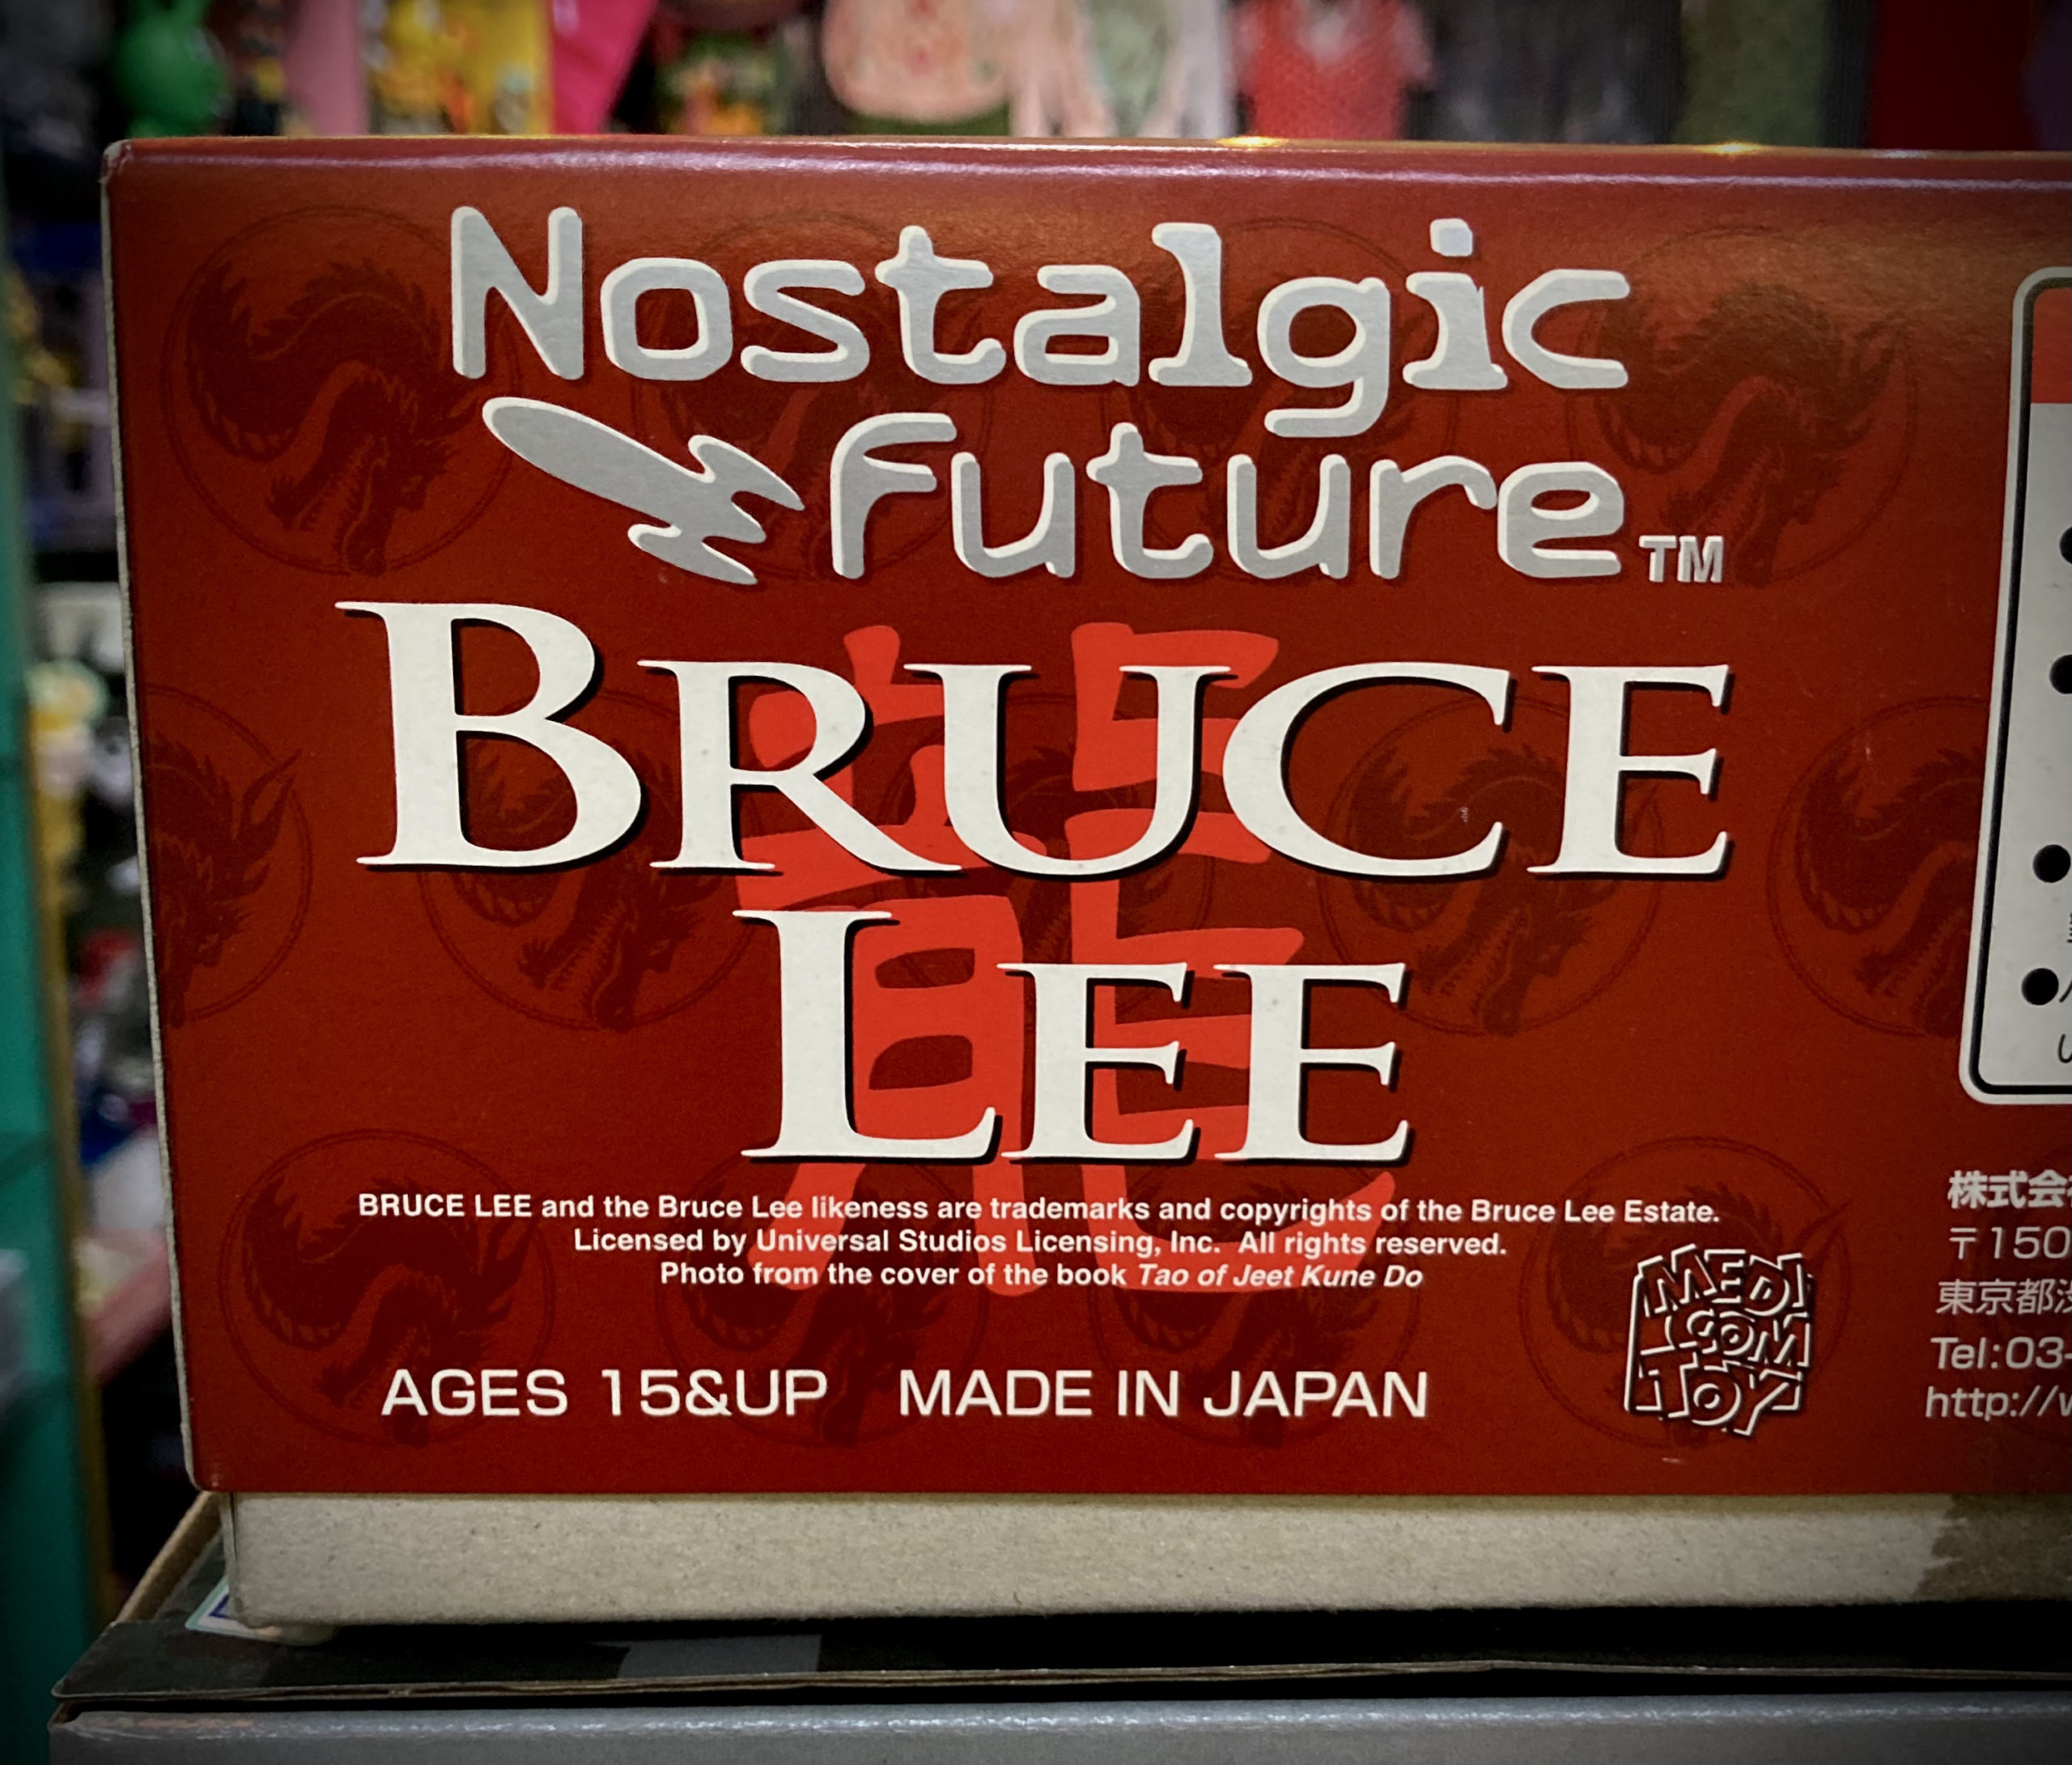 Nostalgic
Future TM
BRUCE
LEE
龍
BRUCE LEE and the Bruce Lee likeness are trademarks and copyrights of the Bruce Lee Estate.
Licensed by Universal Studios Licensing, Inc. All rights reserved.
Photo from the cover of the book Tao of Jeet Kune Do
AGES 15&UP MADE IN JAPAN
MEDI
COM
TOY
株式会
〒150
東京都
Tel:03-
http://